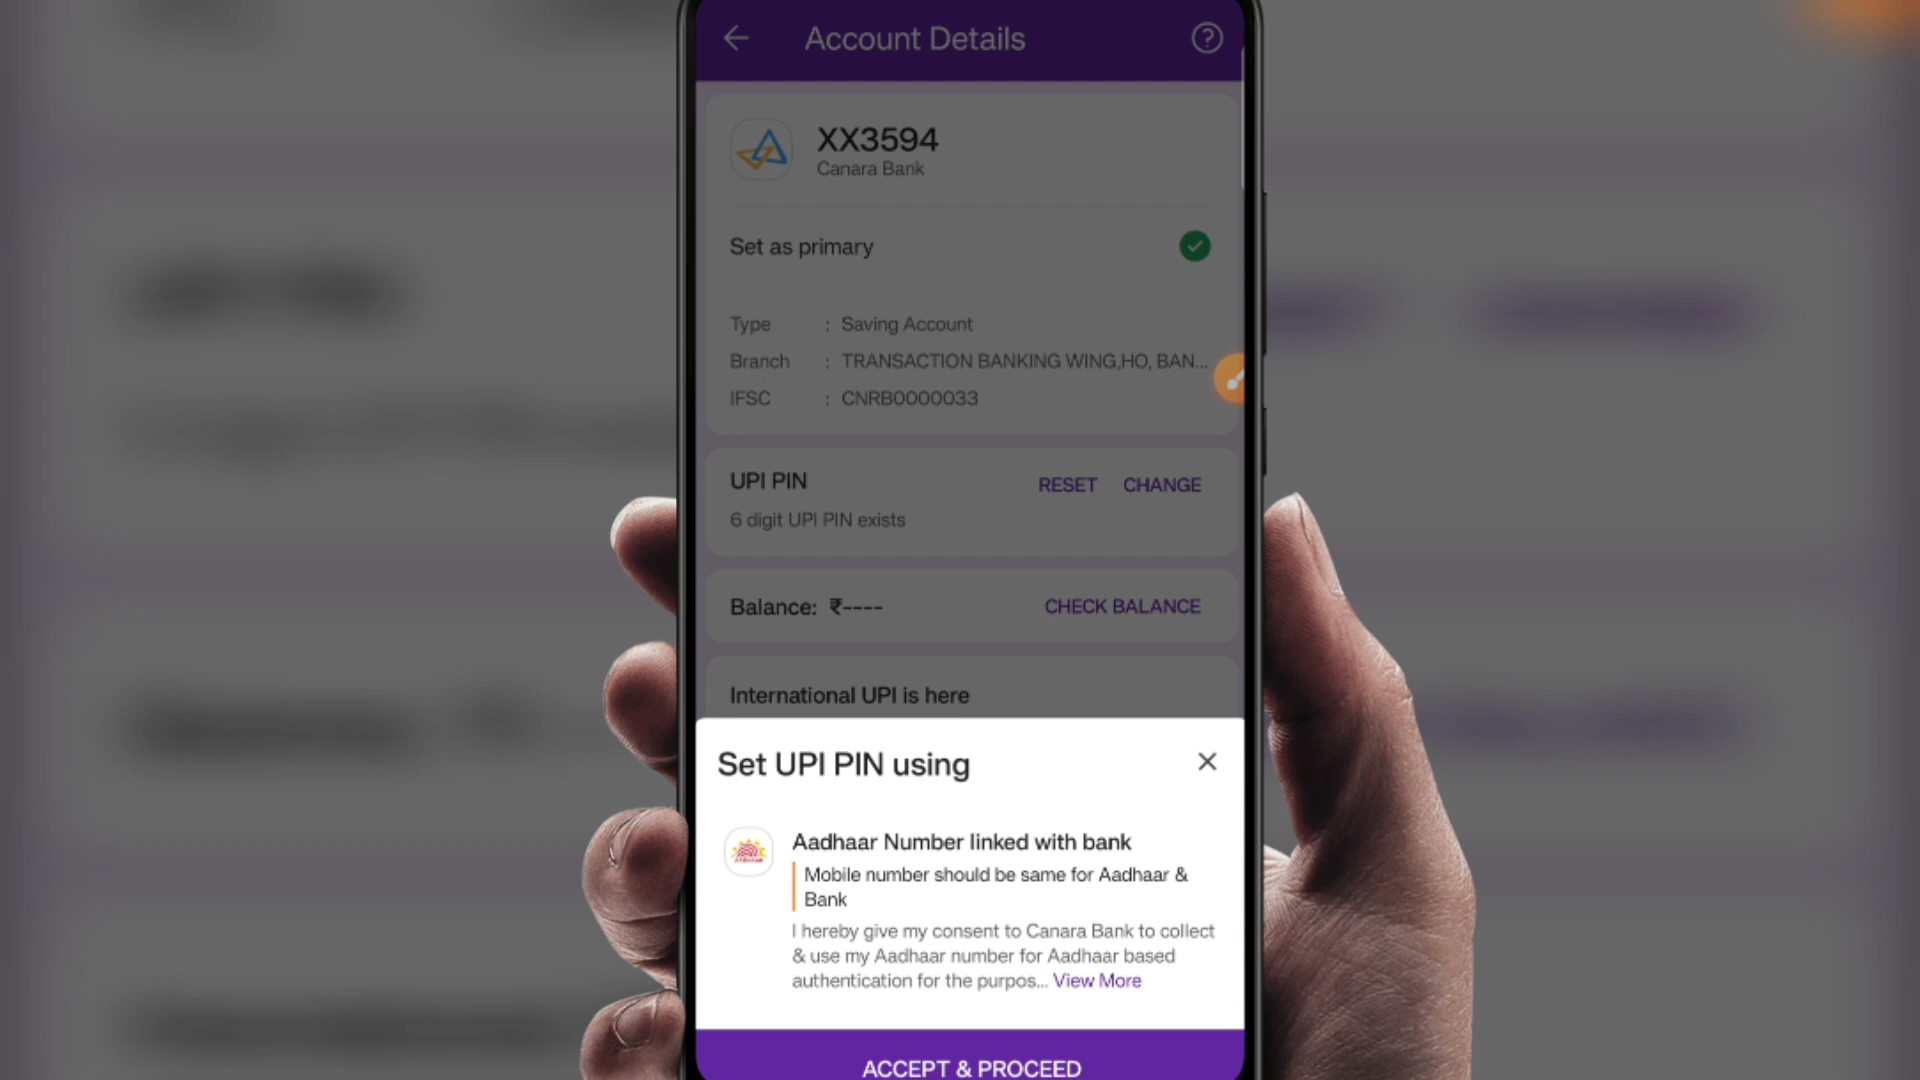 Account Details
XX3594
Canara Bank
Set as primary
Type : Saving Account
Branch : TRANSACTION BANKING WING,HO, BAN...
IFSC : CNRB0000033
UPI PIN RESET CHANGE
6 digit UPI PIN exists
Balance: ₹---- CHECK BALANCE
International UPI is here
Set UPI PIN using
Aadhaar Number linked with bank
Mobile number should be same for Aadhaar &
Bank
I hereby give my consent to Canara Bank to collect
& use my Aadhaar number for Aadhaar based
authentication for the purpos... View More
ACCEPT & PROCEED